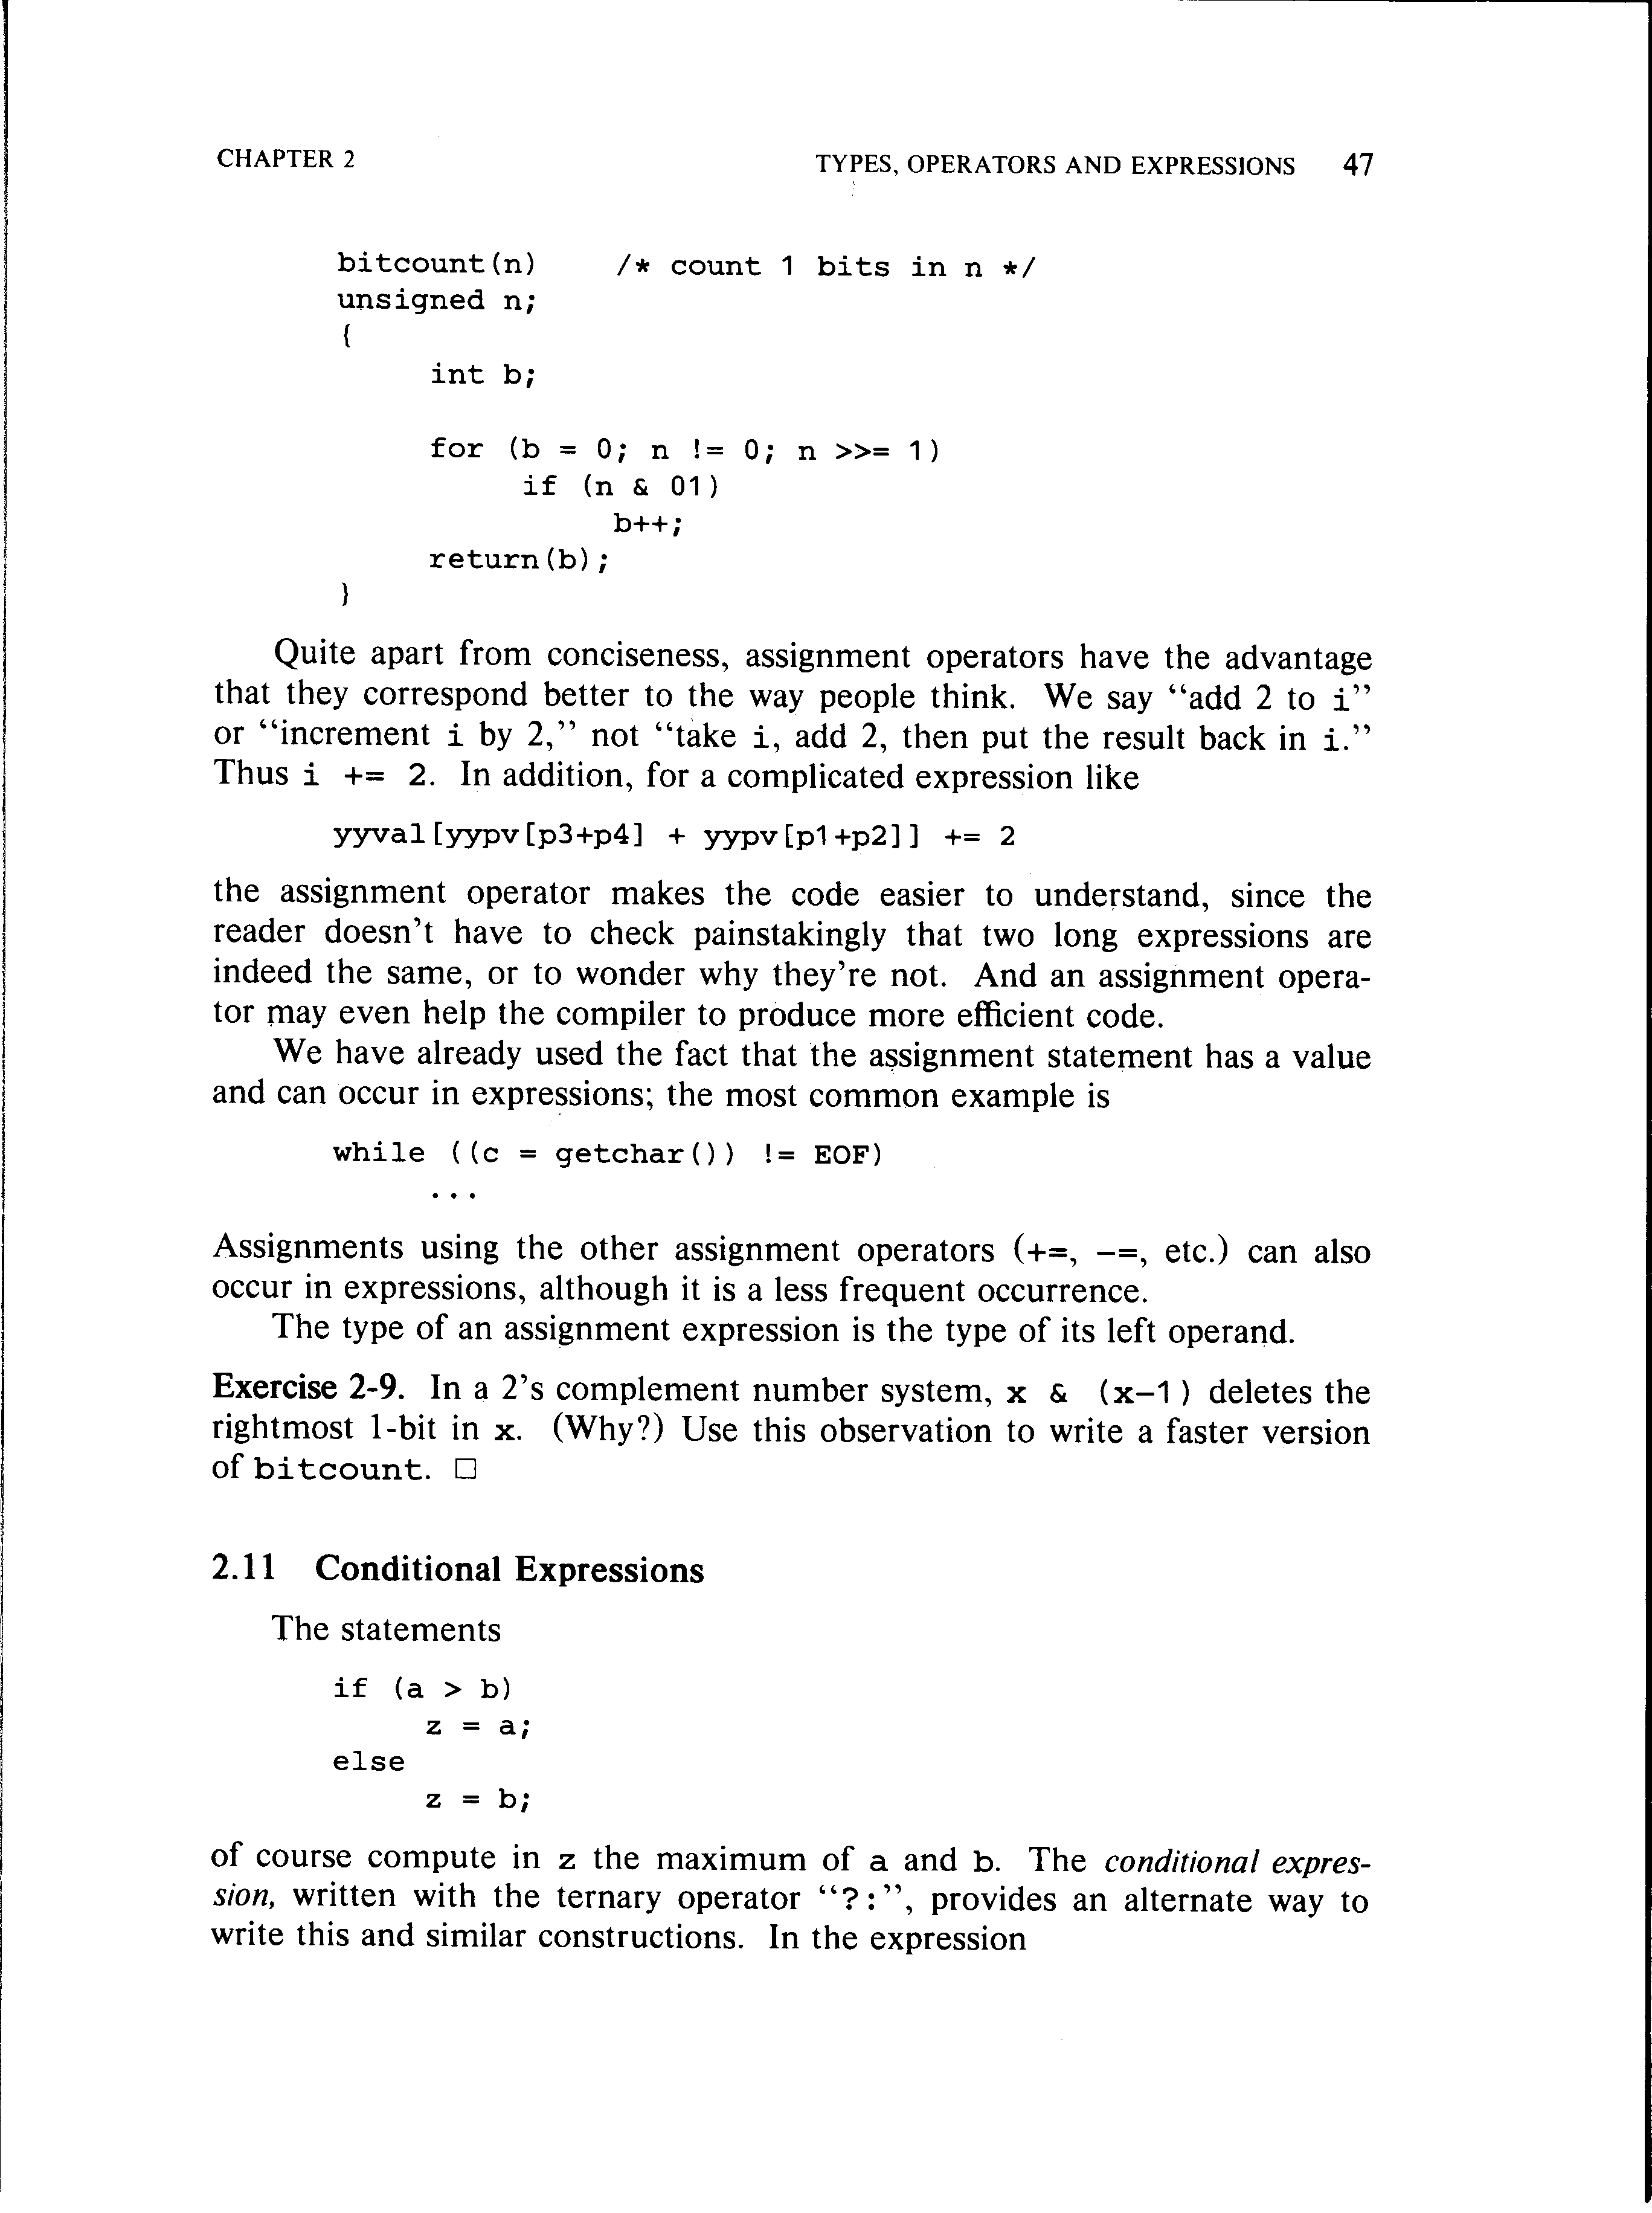 CHAPTER 2 TYPES, OPERATORS AND EXPRESSIONS 47
bitcount(n) /* count 1 bits in n */
unsigned n;
{
int b;
for (b = 0; n != 0; n >>= 1)
if (n & 01)
b++;
return(b);
}
Quite apart from conciseness, assignment operators have the advantage
that they correspond better to the way people think. We say “add 2 to i”
or “increment i by 2,” not “take i, add 2, then put the result back in i.”
Thus i += 2. In addition, for a complicated expression like
yyval[yypv[p3+p4] + yypv[p1+p2]] += 2
the assignment operator makes the code easier to understand, since the
reader doesn’t have to check painstakingly that two long expressions are
indeed the same, or to wonder why they’re not. And an assignment opera-
tor may even help the compiler to produce more efficient code.
We have already used the fact that the assignment statement has a value
and can occur in expressions; the most common example is
while ((c = getchar()) != EOF)
...
Assignments using the other assignment operators (+=, -=, etc.) can also
occur in expressions, although it is a less frequent occurrence.
The type of an assignment expression is the type of its left operand.
Exercise 2-9. In a 2’s complement number system, x & (x-1) deletes the
rightmost 1-bit in x. (Why?) Use this observation to write a faster version
of bitcount. □
2.11 Conditional Expressions
The statements
if (a > b)
z = a;
else
z = b;
of course compute in z the maximum of a and b. The conditional expres-
sion, written with the ternary operator “?:”, provides an alternate way to
write this and similar constructions. In the expression